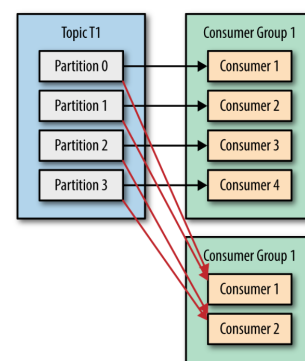 Topic T1
Partition 0
Partition 1
Partition 2
Partition 3
Consumer Group 1
Consumer 1
Consumer 2
Consumer 3
Consumer 4
Consumer Group 1
Consumer 1
Consumer 2